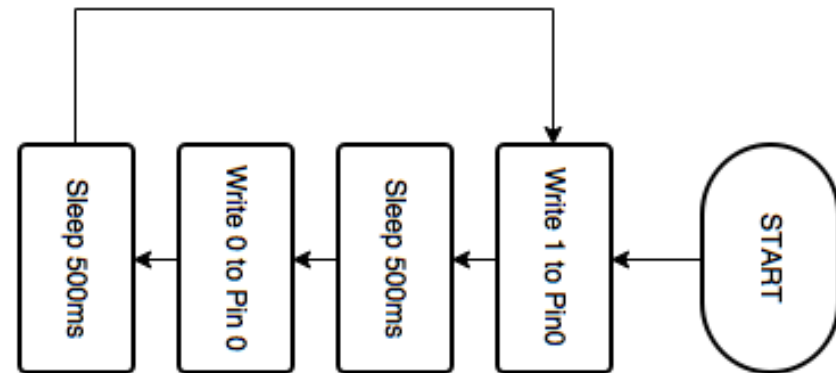 START
Write 1 to Pin0
Sleep 500ms
Write 0 to Pin 0
Sleep 500ms